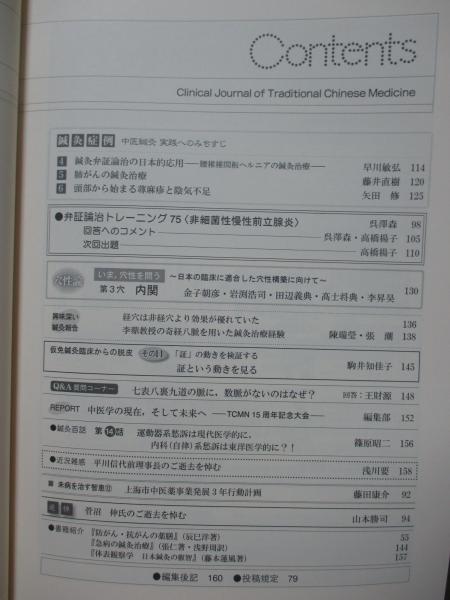 Contents
Clinical Journal of Traditional Chinese Medicine
鍼灸症例 中医鍼灸 実践へのみちすじ
4 鍼灸弁証論治の日本的応用――腰椎椎間板ヘルニアの鍼灸治療―― 早川敏弘 114
5 肺がんの鍼灸治療 藤井直樹 120
6 頭部から始まる蕁麻疹と陰気不足 矢田 修 125
●弁証論治トレーニング75〈非細菌性慢性前立腺炎〉 呉澤森 98
回答へのコメント 呉澤森・高橋楊子 105
次回出題 高橋楊子 110
穴性論 いま,穴性を問う 〜日本の臨床に適合した穴性構築に向けて〜
第3穴 内関 金子朝彦・岩渕浩司・田辺義典・髙士将典・李昇昊 130
興味深い 経穴は非経穴より効果が優れていた 136
鍼灸報告 李藥教授の奇経八脈を用いた鍼灸治療経験 陳瑞瑩・張 瀾 138
仮免鍼灸臨床からの脱皮 その11 「証」の動きを検証する
証という動きを見る 駒井知佳子 145
Q&A 質問コーナー 七表八裏九道の脈に,数脈がないのはなぜ? 回答:王財源 148
REPORT 中医学の現在,そして未来へ ――TCMN 15周年記念大会―― 編集部 152
●鍼灸百話 第14話 運動器系愁訴は現代医学的に,
内科(自律)系愁訴は東洋医学的に?! 篠原昭二 156
●近況雑感 平川信代前理事長のご逝去を悼む 浅川要 158
■ 未病を治す智恵 上海市中医薬事業発展3年行動計画 藤田康介 92
追悼 菅沼 伸氏のご逝去を悼む 山本勝司 94
●書籍紹介 『防がん・抗がんの薬膳』(辰巳洋著) 55
『急病の鍼灸治療』(張仁著・浅野周訳) 144
『体表観察学 日本鍼灸の叡智』(藤本蓮風著) 157
●編集後記 160 ●投稿規定 79